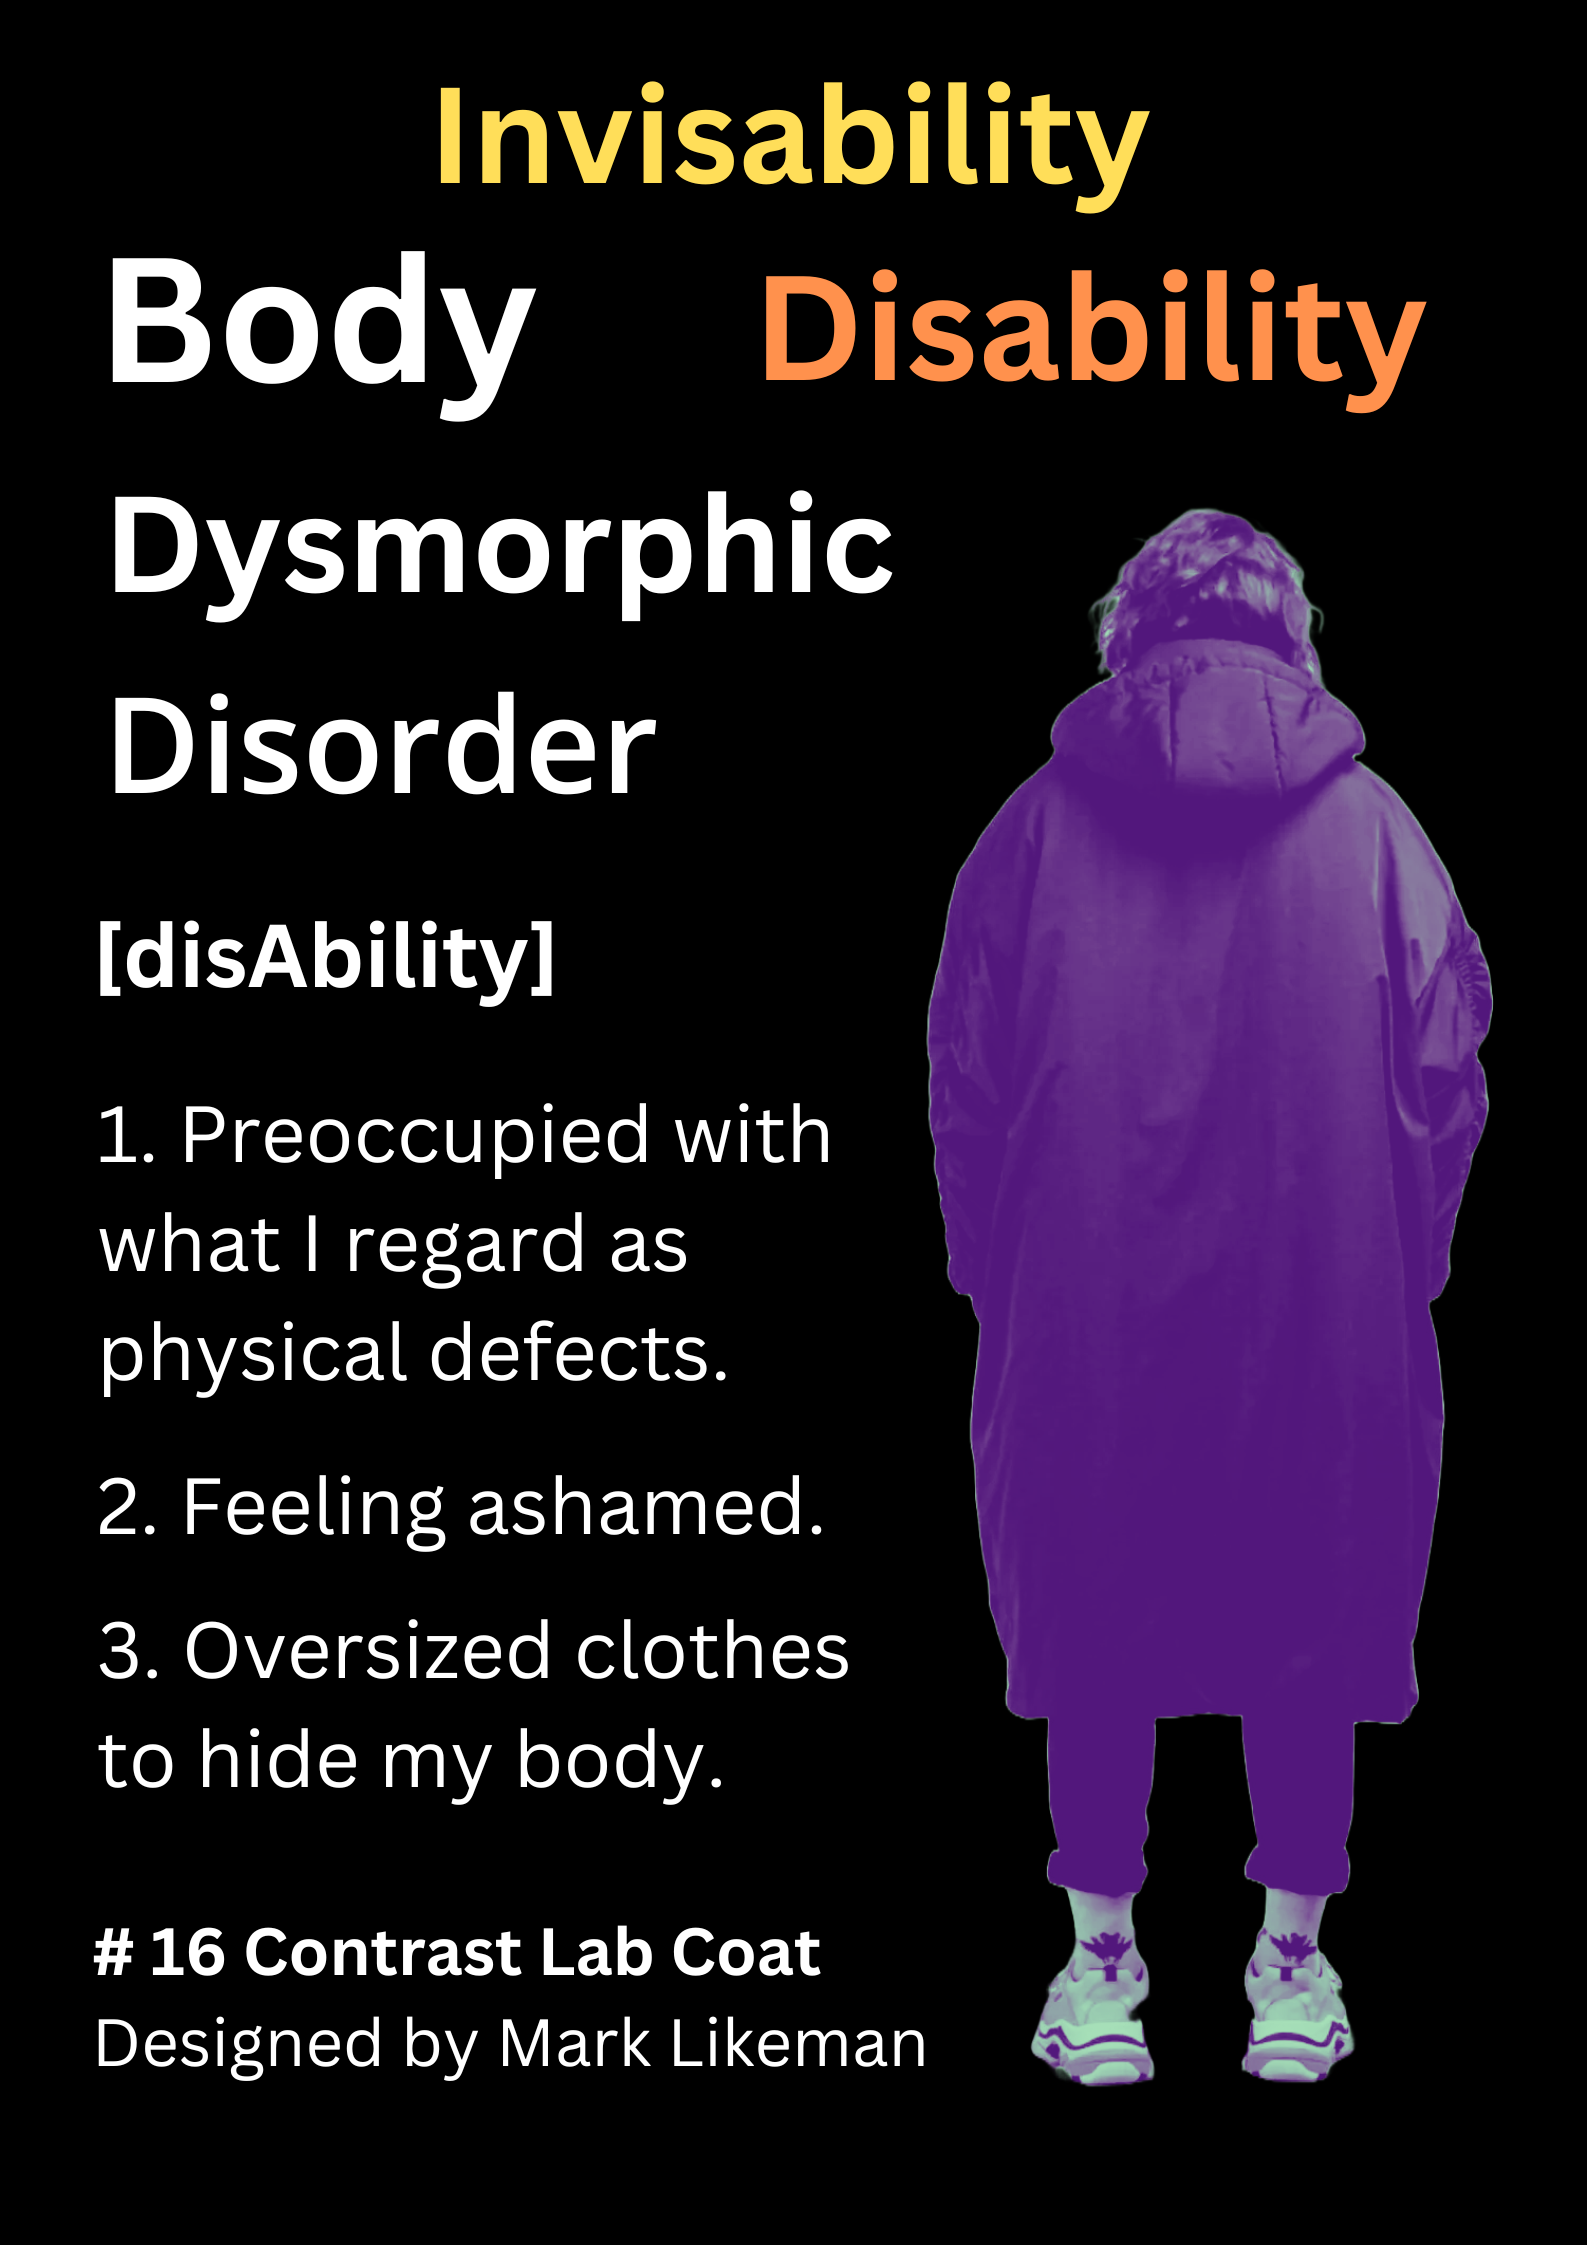 Invisability
Body
Disability
Dysmorphic
Disorder
[disAbility]
1. Preoccupied with
what I regard as
physical defects.
2. Feeling ashamed.
3. Oversized clothes
to hide my body.
# 16 Contrast Lab Coat
Designed by Mark Likeman